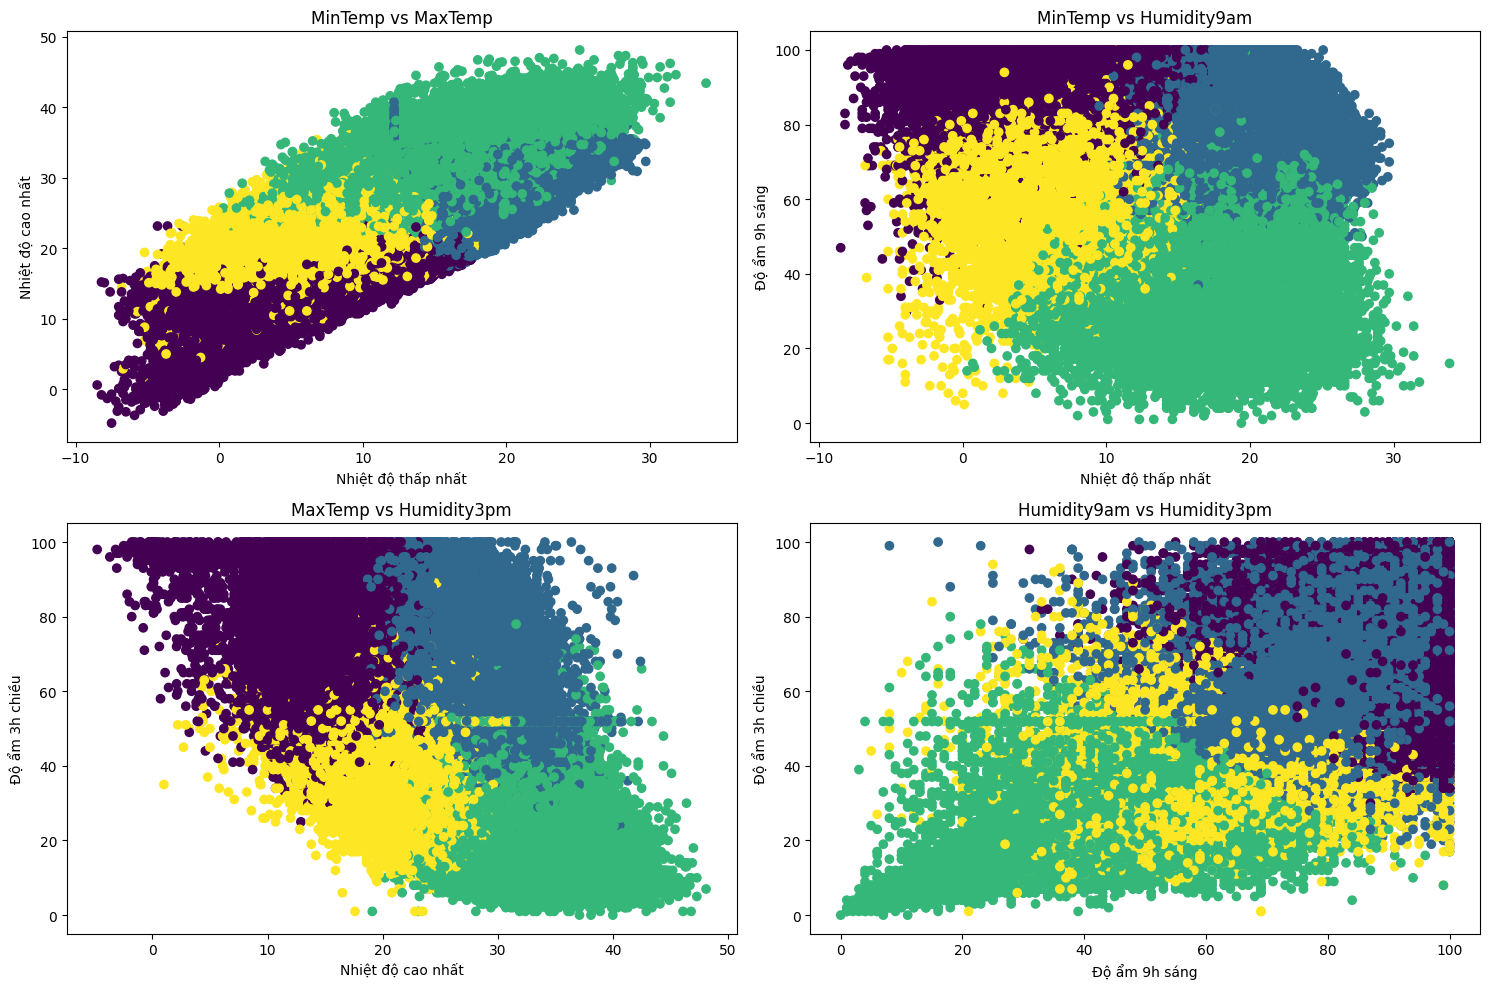 MinTemp vs MaxTemp
Nhiệt độ cao nhất
50
40
30
20
10
0
−10 0 10 20 30
Nhiệt độ thấp nhất
MinTemp vs Humidity9am
Độ ẩm 9h sáng
100
80
60
40
20
0
−10 0 10 20 30
Nhiệt độ thấp nhất
MaxTemp vs Humidity3pm
Độ ẩm 3h chiều
100
80
60
40
20
0
0 10 20 30 40 50
Nhiệt độ cao nhất
Humidity9am vs Humidity3pm
Độ ẩm 3h chiều
100
80
60
40
20
0
0 20 40 60 80 100
Độ ẩm 9h sáng